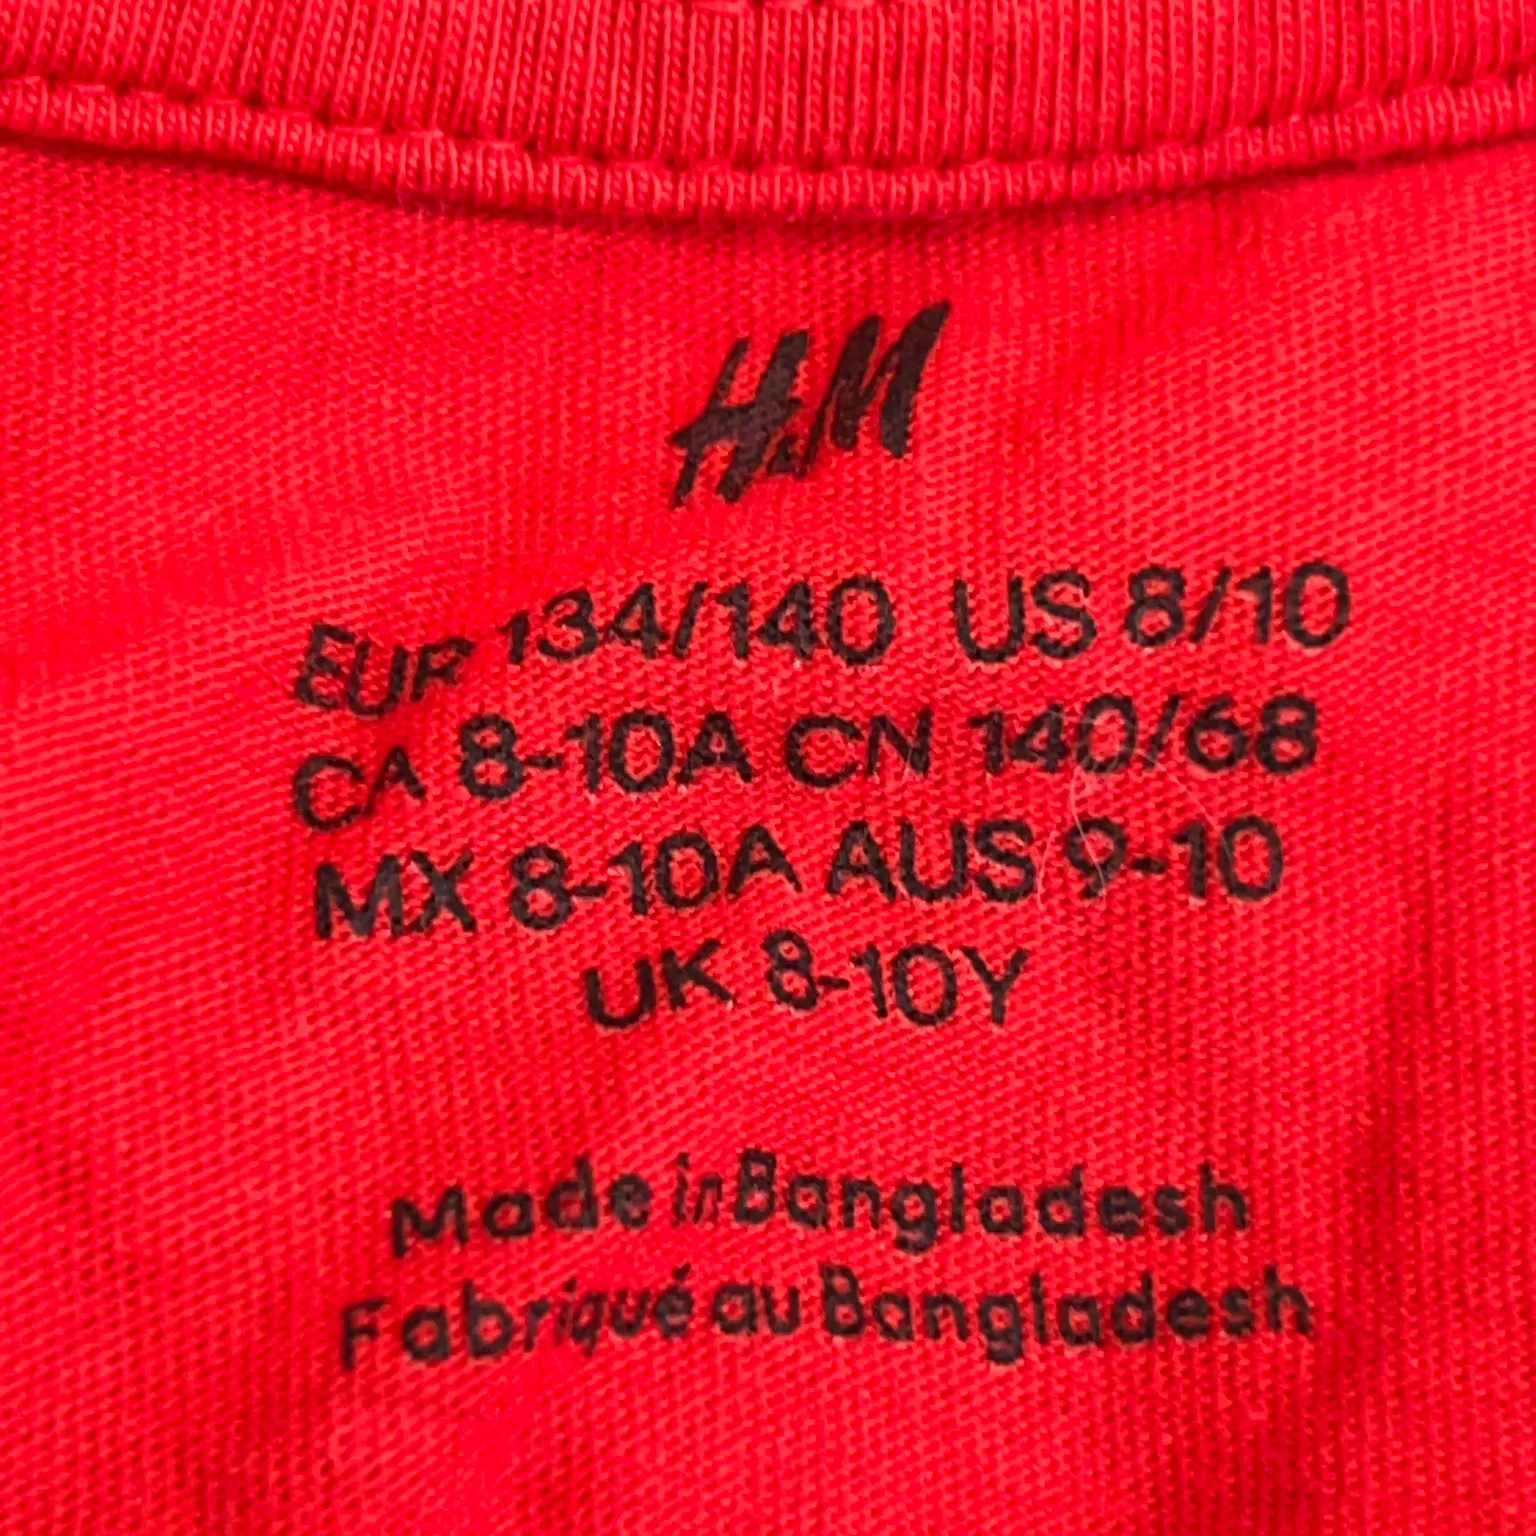 H&M
EUR 134/140 US 8/10
CA 8-10A CN 140/68
MX 8-10A AUS 9-10
UK 8-10Y
Made in Bangladesh
Fabriqué au Bangladesh